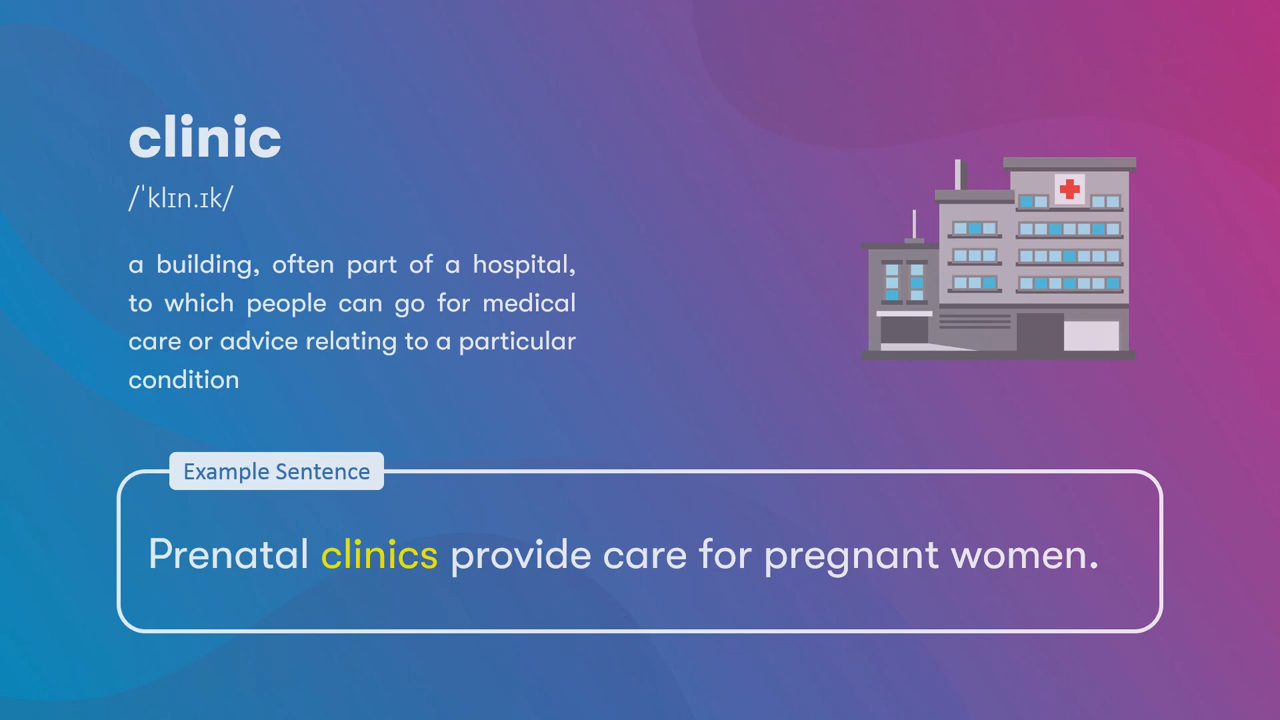 clinic
/ˈklɪn.ɪk/
a building, often part of a hospital,
to which people can go for medical
care or advice relating to a particular
condition
Example Sentence
Prenatal clinics provide care for pregnant women.